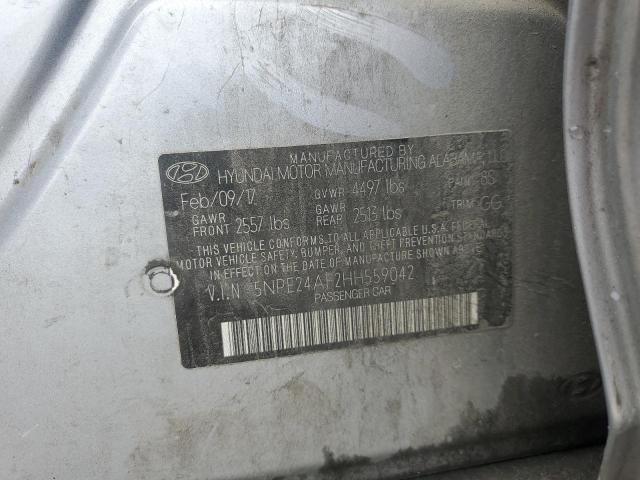 MANUFACTURED BY
HYUNDAI MOTOR MANUFACTURING ALABAMA, LLC
Feb/09/17 GVWR 4497 lbs PAINT 8S
GAWR FRONT 2557 lbs GAWR REAR 2513 lbs TRIM GG
THIS VEHICLE CONFORMS TO ALL APPLICABLE U.S.A. FEDERAL
MOTOR VEHICLE SAFETY, BUMPER, AND THEFT PREVENTION STANDARDS
IN EFFECT ON THE DATE OF MANUFACTURE SHOWN ABOVE.
V.I.N 5NPE24AF2HH559042
PASSENGER CAR